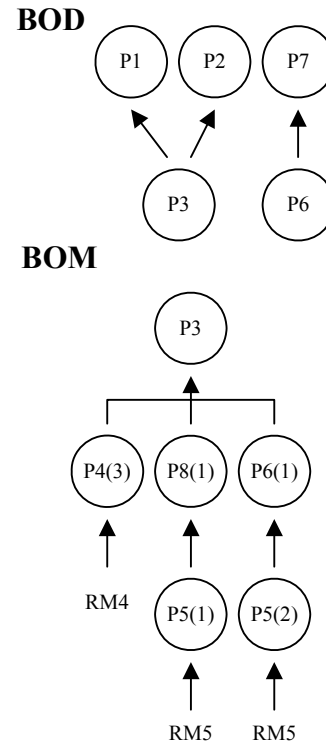 BOD
P1 P2 P7
P3 P6
BOM
P3
P4(3) P8(1) P6(1)
RM4 P5(1) P5(2)
RM5 RM5